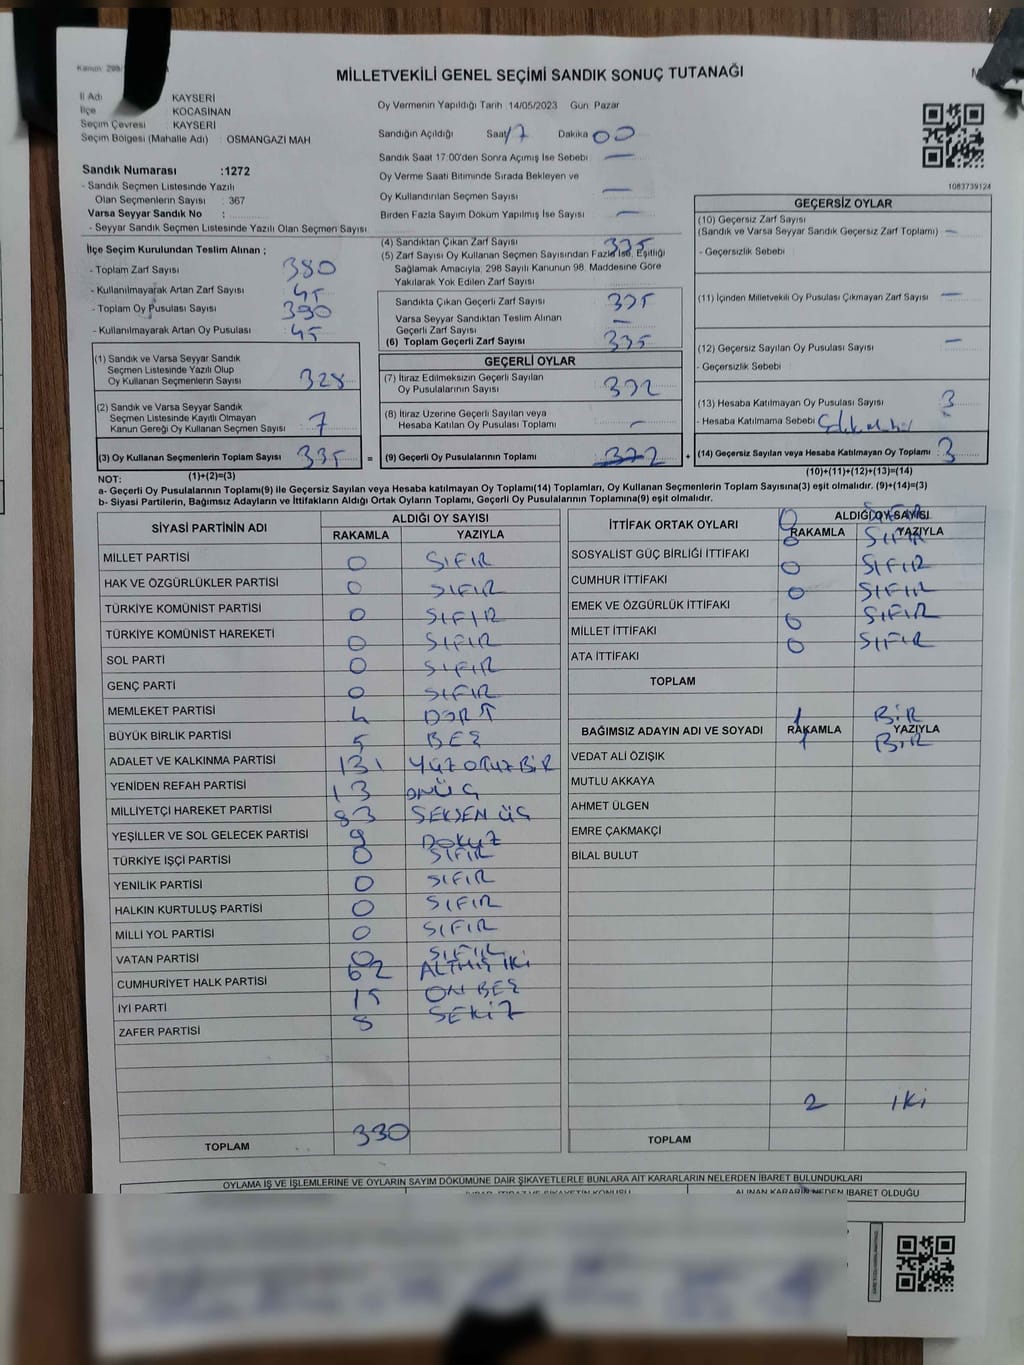 MİLLETVEKİLİ GENEL SEÇİMİ SANDIK SONUÇ TUTANAĞI
İl Adı KAYSERİ
İlçe KOCASİNAN
Seçim Çevresi KAYSERİ
Seçim Bölgesi (Mahalle Adı) : OSMANGAZİ MAH
Sandık Numarası :1272
- Sandık Seçmen Listesinde Yazılı
Olan Seçmenlerin Sayısı : 367
Varsa Seyyar Sandık No :
- Seyyar Sandık Seçmen Listesinde Yazılı Olan Seçmen Sayısı
Oy Vermenin Yapıldığı Tarih 14/05/2023 Gün: Pazar
Sandığın Açıldığı Saat 17 Dakika 00
Sandık Saat 17:00'den Sonra Açımış İse Sebebi —
Oy Verme Saati Bitiminde Sırada Bekleyen ve
Oy Kullandırılan Seçmen Sayısı —
Birden Fazla Sayım Döküm Yapılmış İse Sayısı —
1083739124
İlçe Seçim Kurulundan Teslim Alınan ;
- Toplam Zarf Sayısı 380
- Kullanılmayarak Artan Zarf Sayısı 45
- Toplam Oy Pusulası Sayısı
- Kullanılmayarak Artan Oy Pusulası 45
(1) Sandık ve Varsa Seyyar Sandık
Seçmen Listesinde Yazılı Olup
Oy Kullanan Seçmenlerin Sayısı 328
(2) Sandık ve Varsa Seyyar Sandık
Seçmen Listesinde Kayıtlı Olmayan
Kanun Gereği Oy Kullanan Seçmen Sayısı 7
(3) Oy Kullanan Seçmenlerin Toplam Sayısı 335 =
(1)+(2)=(3)
(4) Sandıktan Çıkan Zarf Sayısı 335
(5) Zarf Sayısı Oy Kullanan Seçmen Sayısından Fazla İse, Eşitliği
Sağlamak Amacıyla, 298 Sayılı Kanunun 98. Maddesine Göre
Yakılarak Yok Edilen Zarf Sayısı
Sandıkta Çıkan Geçerli Zarf Sayısı 335
Varsa Seyyar Sandıktan Teslim Alınan
Geçerli Zarf Sayısı —
(6) Toplam Geçerli Zarf Sayısı 335
GEÇERLİ OYLAR
(7) İtiraz Edilmeksizin Geçerli Sayılan
Oy Pusulalarının Sayısı 332
(8) İtiraz Üzerine Geçerli Sayılan veya
Hesaba Katılan Oy Pusulaları Toplamı —
(9) Geçerli Oy Pusulalarının Toplamı 332 +
GEÇERSİZ OYLAR
(10) Geçersiz Zarf Sayısı
(Sandık ve Varsa Seyyar Sandık Geçersiz Zarf Toplamı) —
- Geçersizlik Sebebi :
(11) İçinden Milletvekili Oy Pusulası Çıkmayan Zarf Sayısı —
(12) Geçersiz Sayılan Oy Pusulası Sayısı —
- Geçersizlik Sebebi
(13) Hesaba Katılmayan Oy Pusulası Sayısı 3
- Hesaba Katılmama Sebebi
(14) Geçersiz Sayılan veya Hesaba Katılmayan Oy Toplamı : 3
(10)+(11)+(12)+(13)=(14)
NOT:
a- Geçerli Oy Pusulalarının Toplamı(9) ile Geçersiz Sayılan veya Hesaba katılmayan Oy Toplamı(14) Toplamları, Oy Kullanan Seçmenlerin Toplam Sayısına(3) eşit olmalıdır. (9)+(14)=(3)
b- Siyasi Partilerin, Bağımsız Adayların ve İttifakların Aldığı Ortak Oyların Toplamı, Geçerli Oy Pusulalarının Toplamına(9) eşit olmalıdır.
SİYASİ PARTİNİN ADI ALDIĞI OY SAYISI
RAKAMLA YAZIYLA
MİLLET PARTİSİ 0 SIFIR
HAK VE ÖZGÜRLÜKLER PARTİSİ 0 SIFIR
TÜRKİYE KOMÜNİST PARTİSİ 0 SIFIR
TÜRKİYE KOMÜNİST HAREKETİ 0 SIFIR
SOL PARTİ 0 SIFIR
GENÇ PARTİ 0 SIFIR
MEMLEKET PARTİSİ 4 DÖRT
BÜYÜK BİRLİK PARTİSİ 5 BEŞ
ADALET VE KALKINMA PARTİSİ 131 YÜZ OTUZ BİR
YENİDEN REFAH PARTİSİ 13 ONÜÇ
MİLLİYETÇİ HAREKET PARTİSİ 83 SEKSEN ÜÇ
YEŞİLLER VE SOL GELECEK PARTİSİ 9 DOKUZ
TÜRKİYE İŞÇİ PARTİSİ 0 SIFIR
YENİLİK PARTİSİ 0 SIFIR
HALKIN KURTULUŞ PARTİSİ 0 SIFIR
MİLLİ YOL PARTİSİ 0 SIFIR
VATAN PARTİSİ 0 SIFIR
CUMHURİYET HALK PARTİSİ 62 ALTMIŞ İKİ
İYİ PARTİ 15 ON BEŞ
ZAFER PARTİSİ 8 SEKİZ
TOPLAM 330
İTTİFAK ORTAK OYLARI ALDIĞI OY SAYISI
0 SIFIR
RAKAMLA YAZIYLA
0 SIFIR
SOSYALİST GÜÇ BİRLİĞİ İTTİFAKI 0 SIFIR
CUMHUR İTTİFAKI 0 SIFIR
EMEK VE ÖZGÜRLÜK İTTİFAKI 0 SIFIR
MİLLET İTTİFAKI 0 SIFIR
ATA İTTİFAKI
TOPLAM
1 BİR
BAĞIMSIZ ADAYIN ADI VE SOYADI RAKAMLA YAZIYLA
1 BİR
VEDAT ALİ ÖZIŞIK
MUTLU AKKAYA
AHMET ÜLGEN
EMRE ÇAKMAKÇİ
BİLAL BULUT
2 İKİ
TOPLAM
OYLAMA İŞ VE İŞLEMLERİNE VE OYLARIN SAYIM DÖKÜMÜNE DAİR ŞİKAYETLERLE BUNLARA AİT KARARLARIN NELERDEN İBARET BULUNDUKLARI
ALINAN KARARIN NEDEN İBARET OLDUĞU